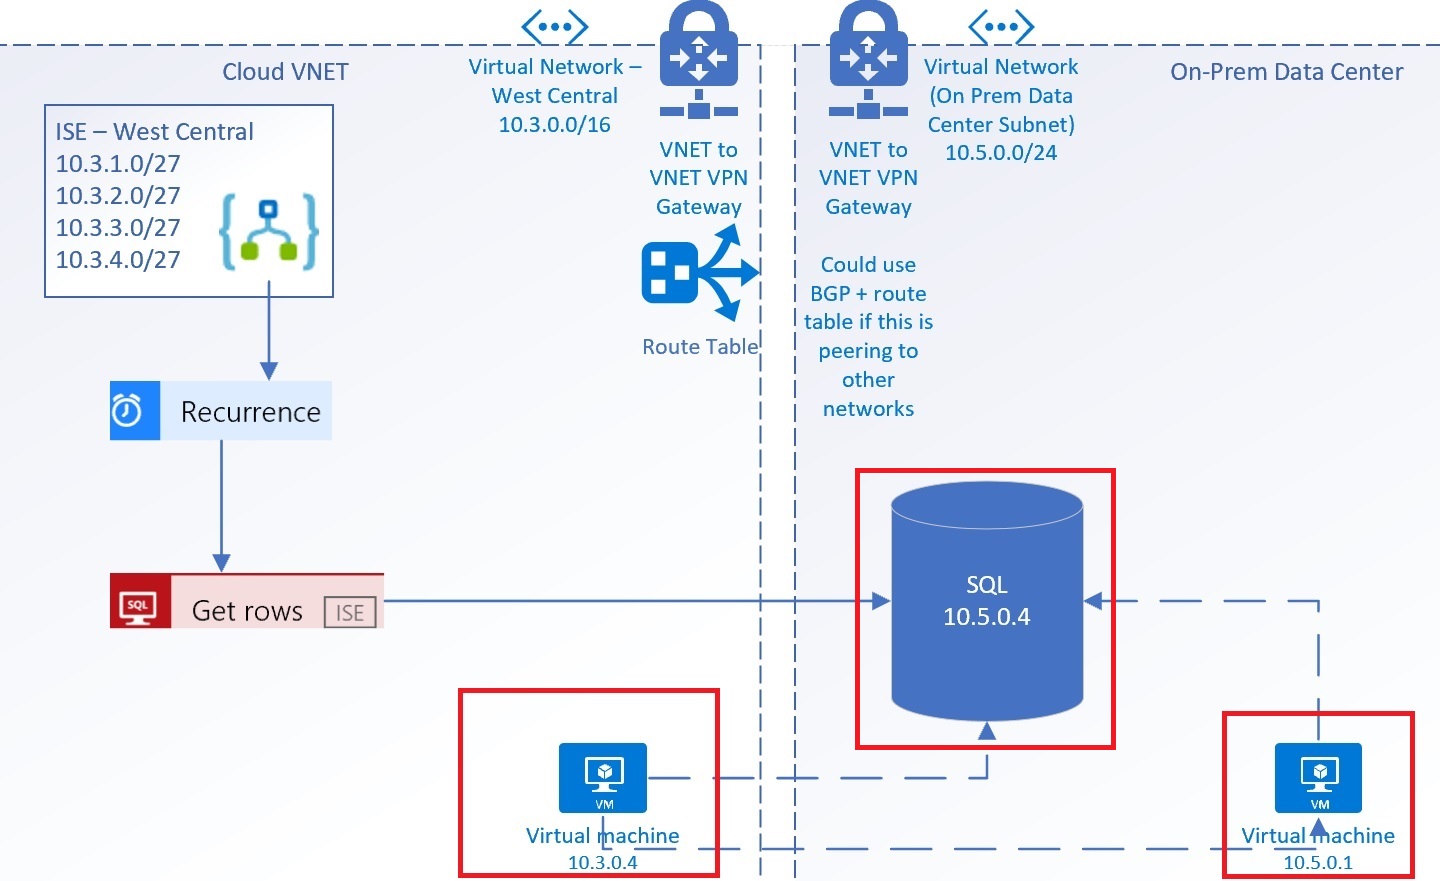 Cloud VNET
Virtual Network –
West Central
10.3.0.0/16
VNET to
VNET VPN
Gateway
Route Table
ISE – West Central
10.3.1.0/27
10.3.2.0/27
10.3.3.0/27
10.3.4.0/27
Recurrence
SQL
Get rows
ISE
VM
Virtual machine
10.3.0.4
VNET to
VNET VPN
Gateway
Virtual Network
(On Prem Data
Center Subnet)
10.5.0.0/24
On-Prem Data Center
Could use
BGP + route
table if this is
peering to
other
networks
SQL
10.5.0.4
VM
Virtual machine
10.5.0.1